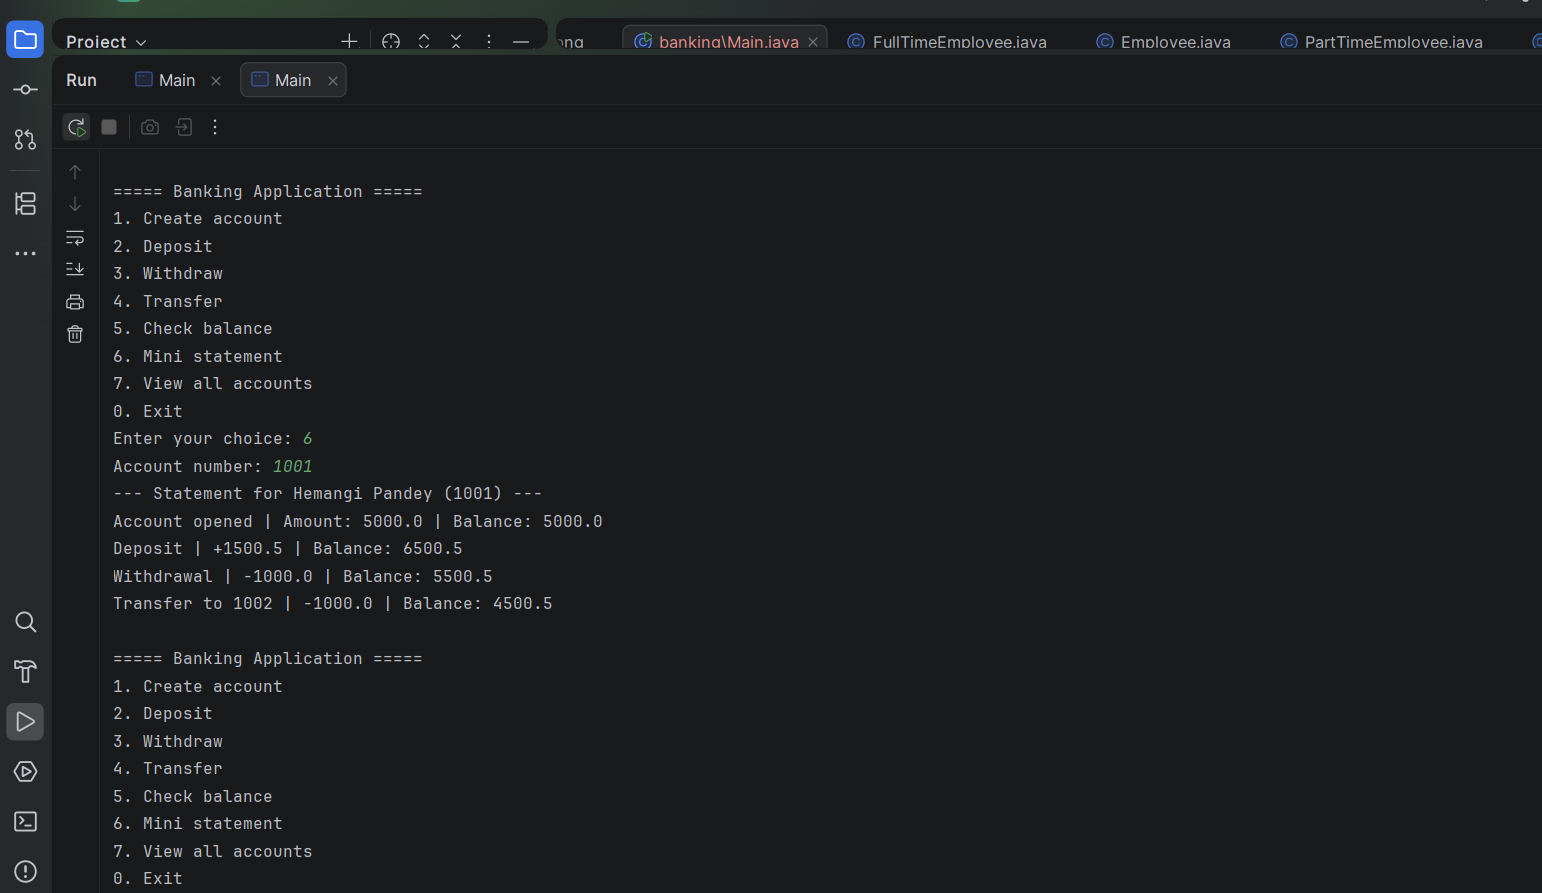 Project
ong banking\Main.java FullTimeEmployee.java Employee.java PartTimeEmployee.java
Run Main Main
===== Banking Application =====
1. Create account
2. Deposit
3. Withdraw
4. Transfer
5. Check balance
6. Mini statement
7. View all accounts
0. Exit
Enter your choice: 6
Account number: 1001
--- Statement for Hemangi Pandey (1001) ---
Account opened | Amount: 5000.0 | Balance: 5000.0
Deposit | +1500.5 | Balance: 6500.5
Withdrawal | -1000.0 | Balance: 5500.5
Transfer to 1002 | -1000.0 | Balance: 4500.5
===== Banking Application =====
1. Create account
2. Deposit
3. Withdraw
4. Transfer
5. Check balance
6. Mini statement
7. View all accounts
0. Exit